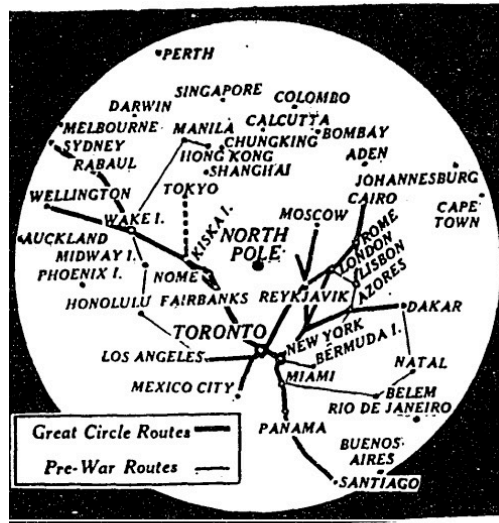 PERTH
SINGAPORE
COLOMBO
DARWIN
CALCUTTA
MELBOURNE
MANILA
CHUNGKING
BOMBAY
SYDNEY
HONG KONG
ADEN
RABAUL
SHANGHAI
JOHANNESBURG
TOKYO
CAIRO
WELLINGTON
MOSCOW
CAPE
TOWN
WAKE I.
KISKA I.
NORTH
POLE
ROME
AUCKLAND
LONDON
MIDWAY I.
LISBON
PHOENIX I.
NOME
AZORES
HONOLULU
FAIRBANKS
REYKJAVIK
DAKAR
TORONTO
NEW YORK
BERMUDA I.
LOS ANGELES
MIAMI
NATAL
MEXICO CITY
BELEM
RIO DE JANEIRO
PANAMA
Great Circle Routes
Pre-War Routes
BUENOS
AIRES
SANTIAGO